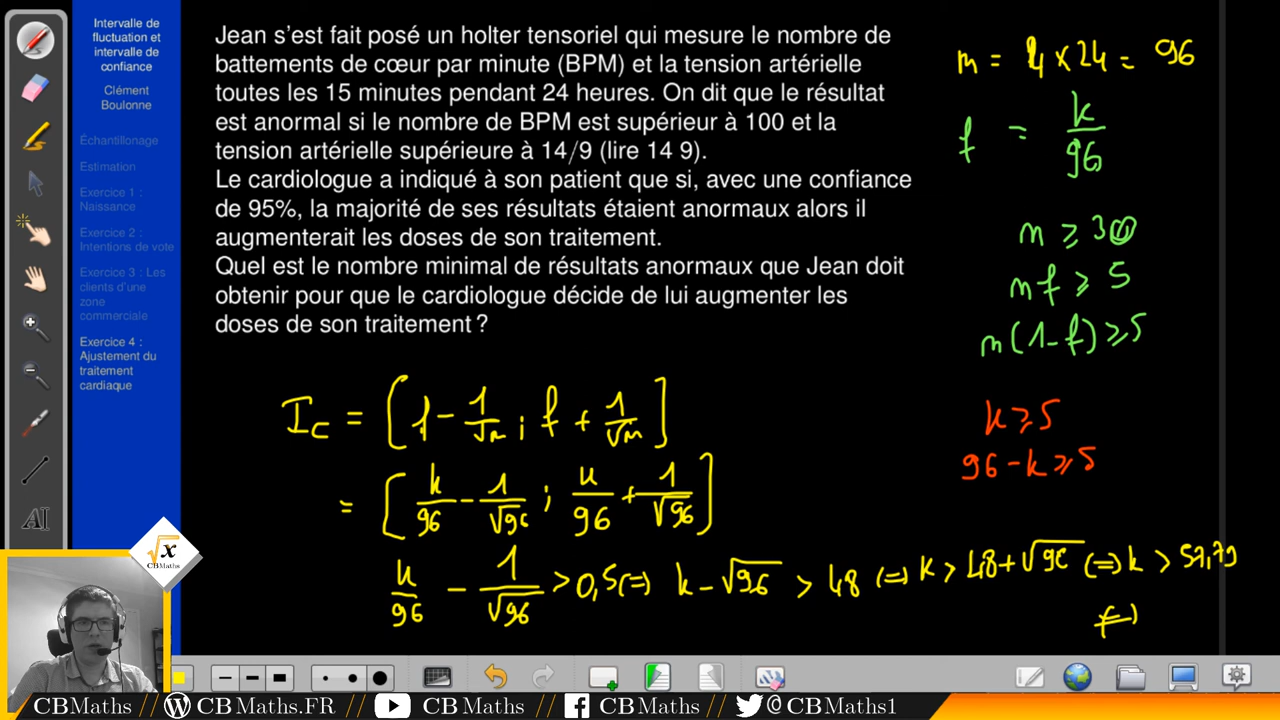 Intervalle de
fluctuation et
intervalle de
confiance
Clément
Boulonne
Échantillonage
Estimation
Exercice 1 :
Naissance
Exercice 2 :
Intentions de vote
Exercice 3 : Les
clients d'une
zone
commerciale
Exercice 4 :
Ajustement du
traitement
cardiaque
Jean s'est fait posé un holter tensoriel qui mesure le nombre de
battements de cœur par minute (BPM) et la tension artérielle
toutes les 15 minutes pendant 24 heures. On dit que le résultat
est anormal si le nombre de BPM est supérieur à 100 et la
tension artérielle supérieure à 14/9 (lire 14 9).
Le cardiologue a indiqué à son patient que si, avec une confiance
de 95%, la majorité de ses résultats étaient anormaux alors il
augmenterait les doses de son traitement.
Quel est le nombre minimal de résultats anormaux que Jean doit
obtenir pour que le cardiologue décide de lui augmenter les
doses de son traitement ?
n = 4 × 24 = 96
f = k/96
n ≥ 30
nf ≥ 5
n(1-f) ≥ 5
k ≥ 5
96 - k ≥ 5
I_C = [f - 1/√n ; f + 1/√n]
= [k/96 - 1/√96 ; k/96 + 1/√96]
k/96 - 1/√96 > 0,5 (=) k - √96 > 48 (=) k > 48 + √96 (=) k > 57,79
AI
√x
CBMaths
CBMaths // CBMaths.FR // CBMaths // CBMaths // @CBMaths1